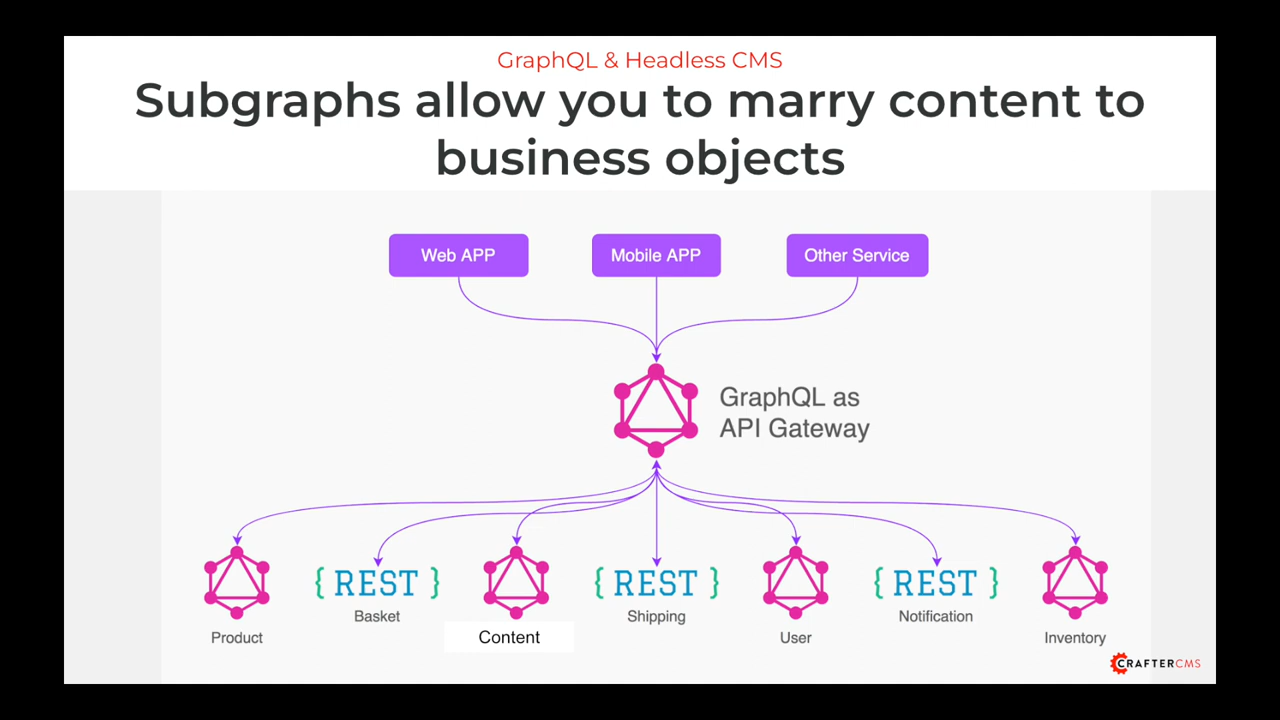 GraphQL & Headless CMS
Subgraphs allow you to marry content to
business objects
Web APP
Mobile APP
Other Service
GraphQL as
API Gateway
{ REST }
{ REST }
{ REST }
Basket
Shipping
Notification
Product
Content
User
Inventory
CRAFTERCMS